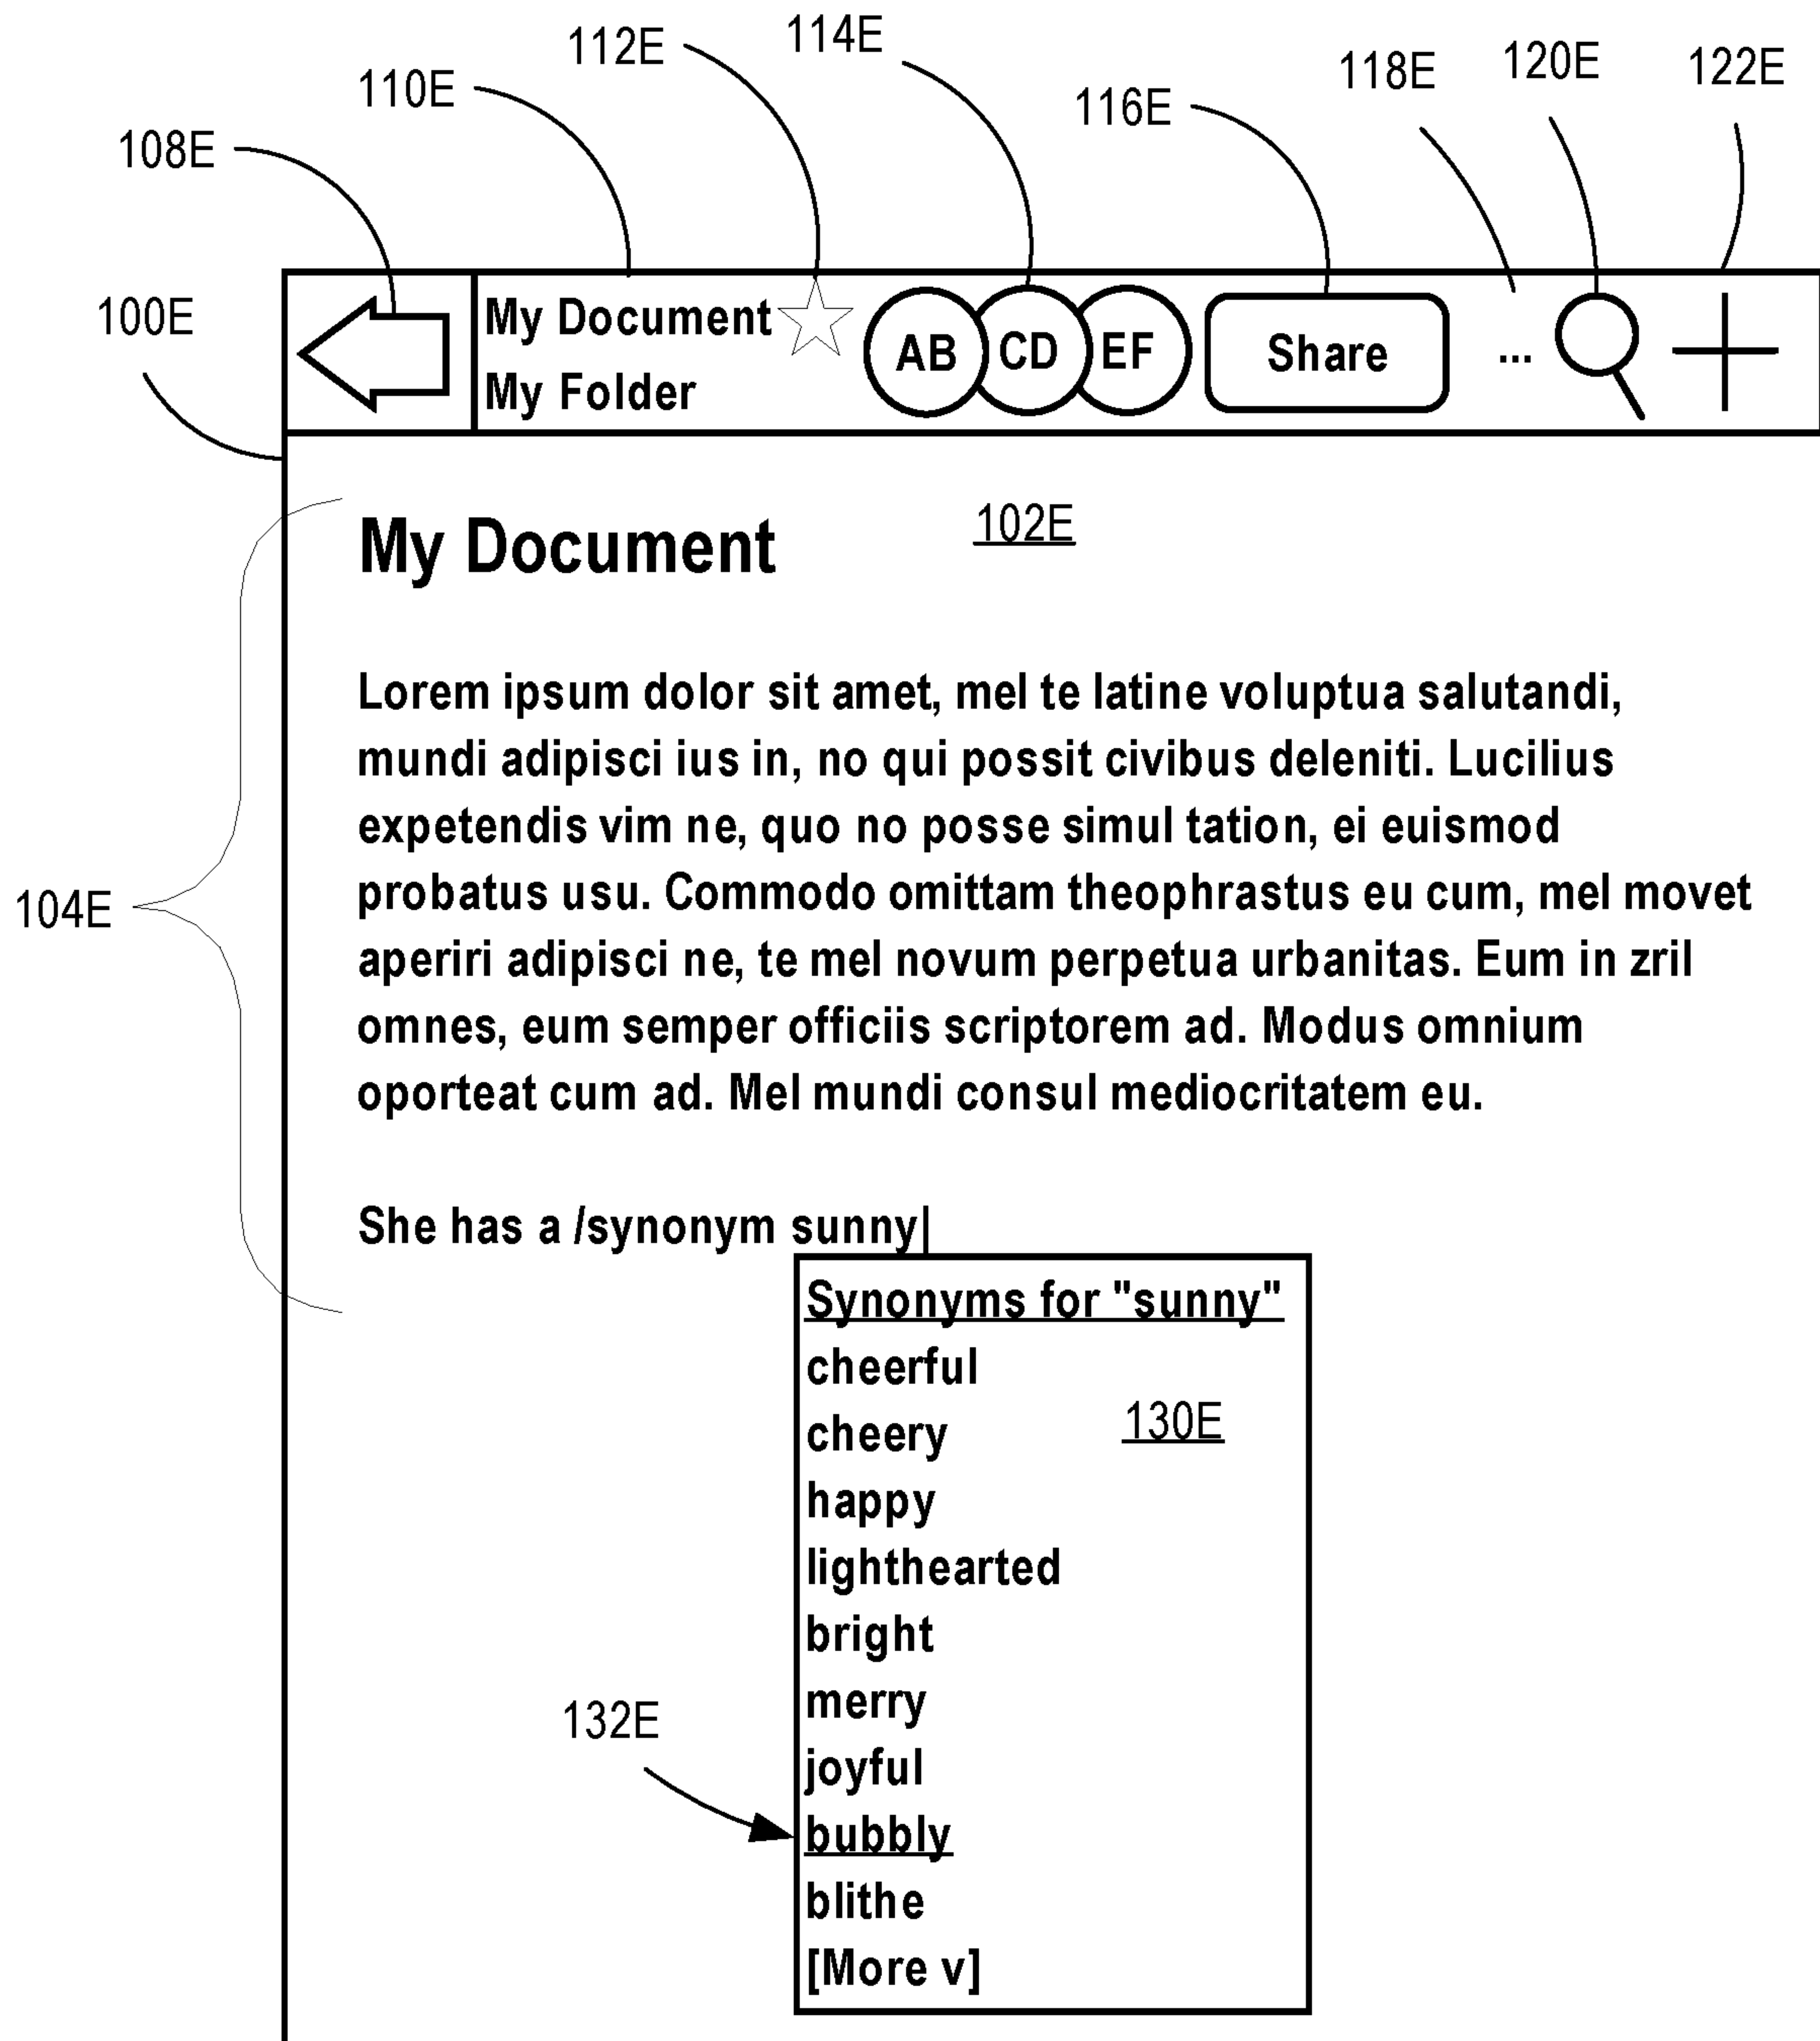 112E
114E
110E
116E
118E
120E
122E
108E
100E
My Document
My Folder
AB
CD
EF
Share
...
My Document
102E
Lorem ipsum dolor sit amet, mel te latine voluptua salutandi,
mundi adipisci ius in, no qui possit civibus deleniti. Lucilius
expetendis vim ne, quo no posse simul tation, ei euismod
probatus usu. Commodo omittam theophrastus eu cum, mel movet
aperiri adipisci ne, te mel novum perpetua urbanitas. Eum in zril
omnes, eum semper officiis scriptorem ad. Modus omnium
oporteat cum ad. Mel mundi consul mediocritatem eu.
104E
She has a /synonym sunny
Synonyms for "sunny"
cheerful
cheery
130E
happy
lighthearted
bright
merry
132E
joyful
bubbly
blithe
[More v]